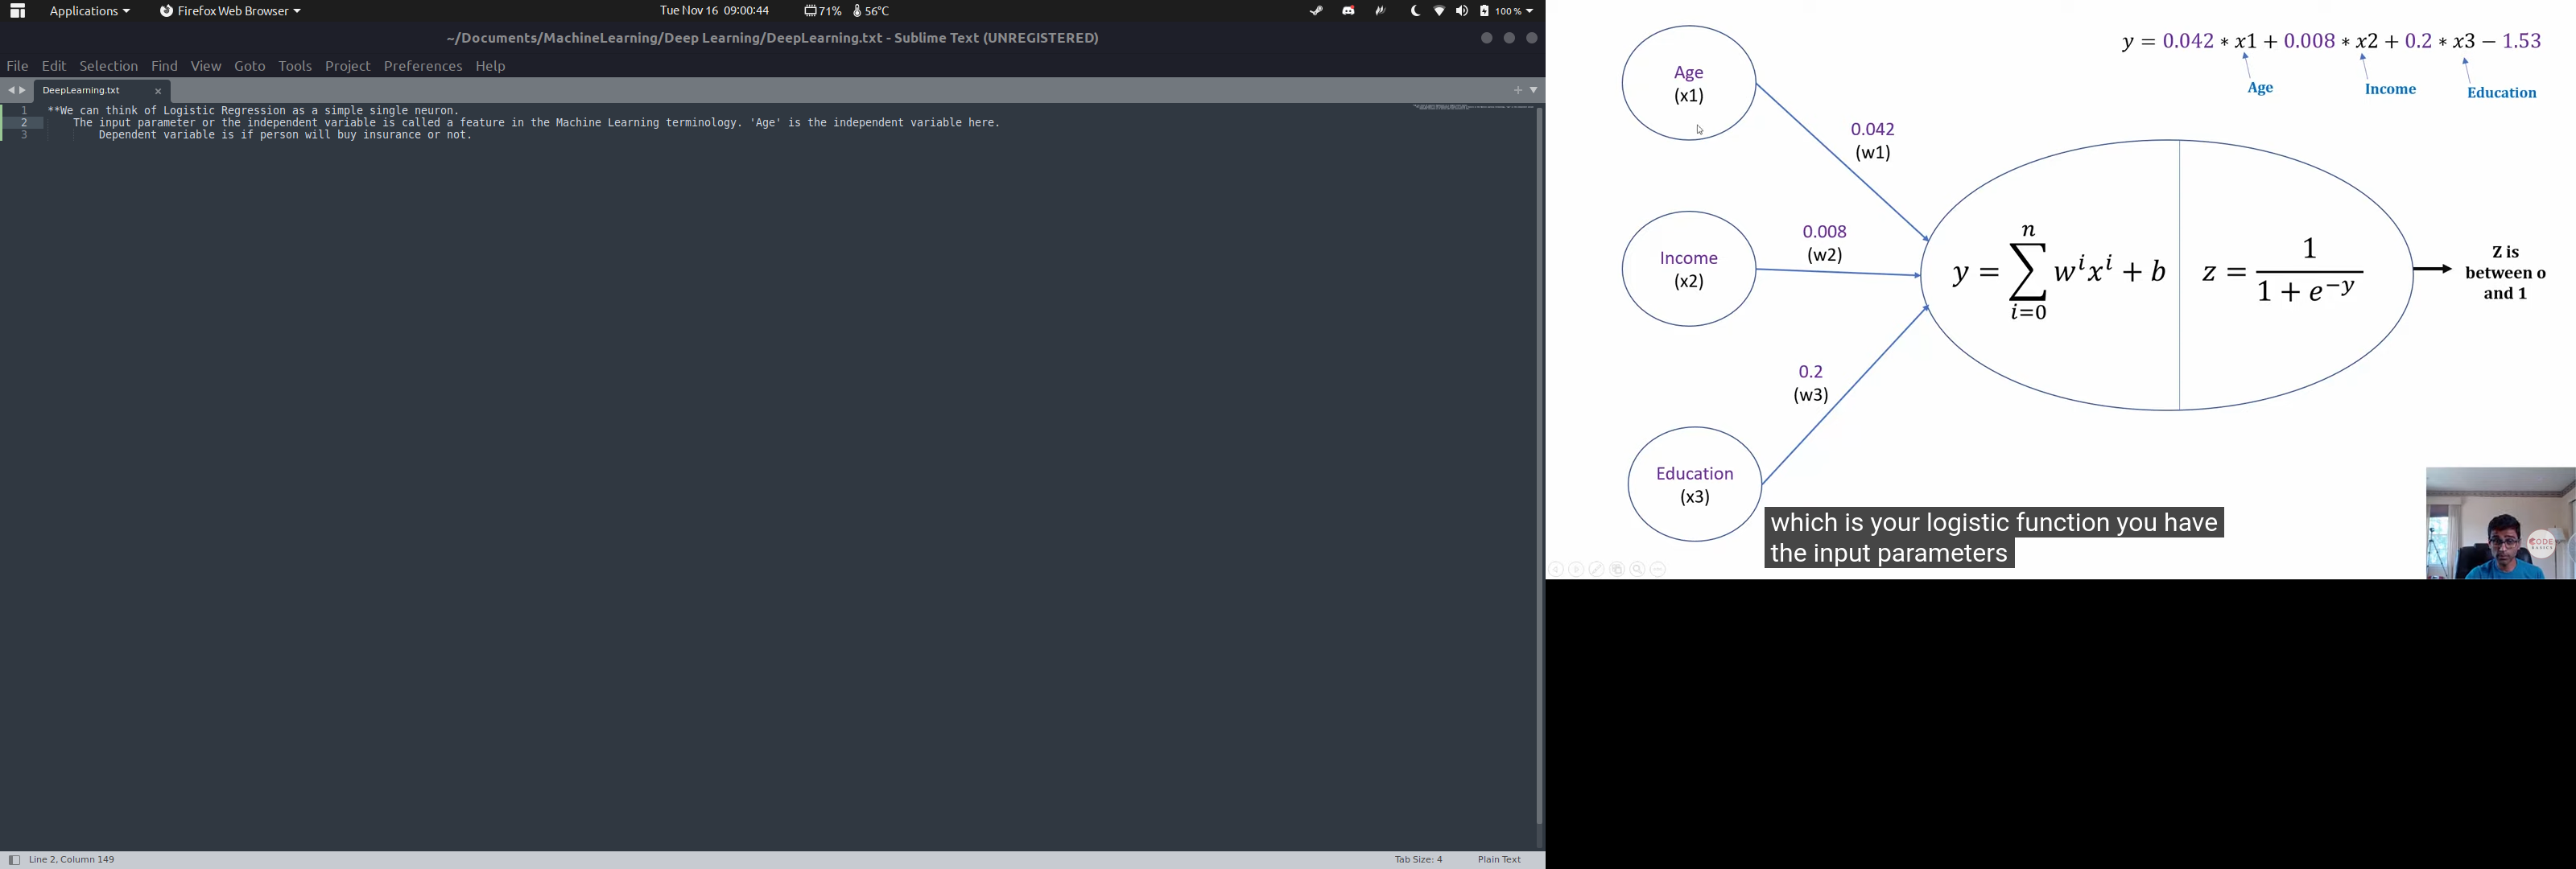 Applications
Firefox Web Browser
Tue Nov 16 09:00:44
71%
56°C
100 %
~/Documents/MachineLearning/Deep Learning/DeepLearning.txt - Sublime Text (UNREGISTERED)
File Edit Selection Find View Goto Tools Project Preferences Help
DeepLearning.txt
1 **We can think of Logistic Regression as a simple single neuron.
2 The input parameter or the independent variable is called a feature in the Machine Learning terminology. 'Age' is the independent variable here.
3 Dependent variable is if person will buy insurance or not.
Line 2, Column 149
Tab Size: 4
Plain Text
y = 0.042 * x1 + 0.008 * x2 + 0.2 * x3 − 1.53
Age
Income
Education
Age
(x1)
0.042
(w1)
Income
(x2)
0.008
(w2)
Education
(x3)
0.2
(w3)
y = ∑ⁿᵢ₌₀ wⁱxⁱ + b
z = 1 / (1 + e^−y)
Z is
between 0
and 1
which is your logistic function you have
the input parameters
CODE
BASICS